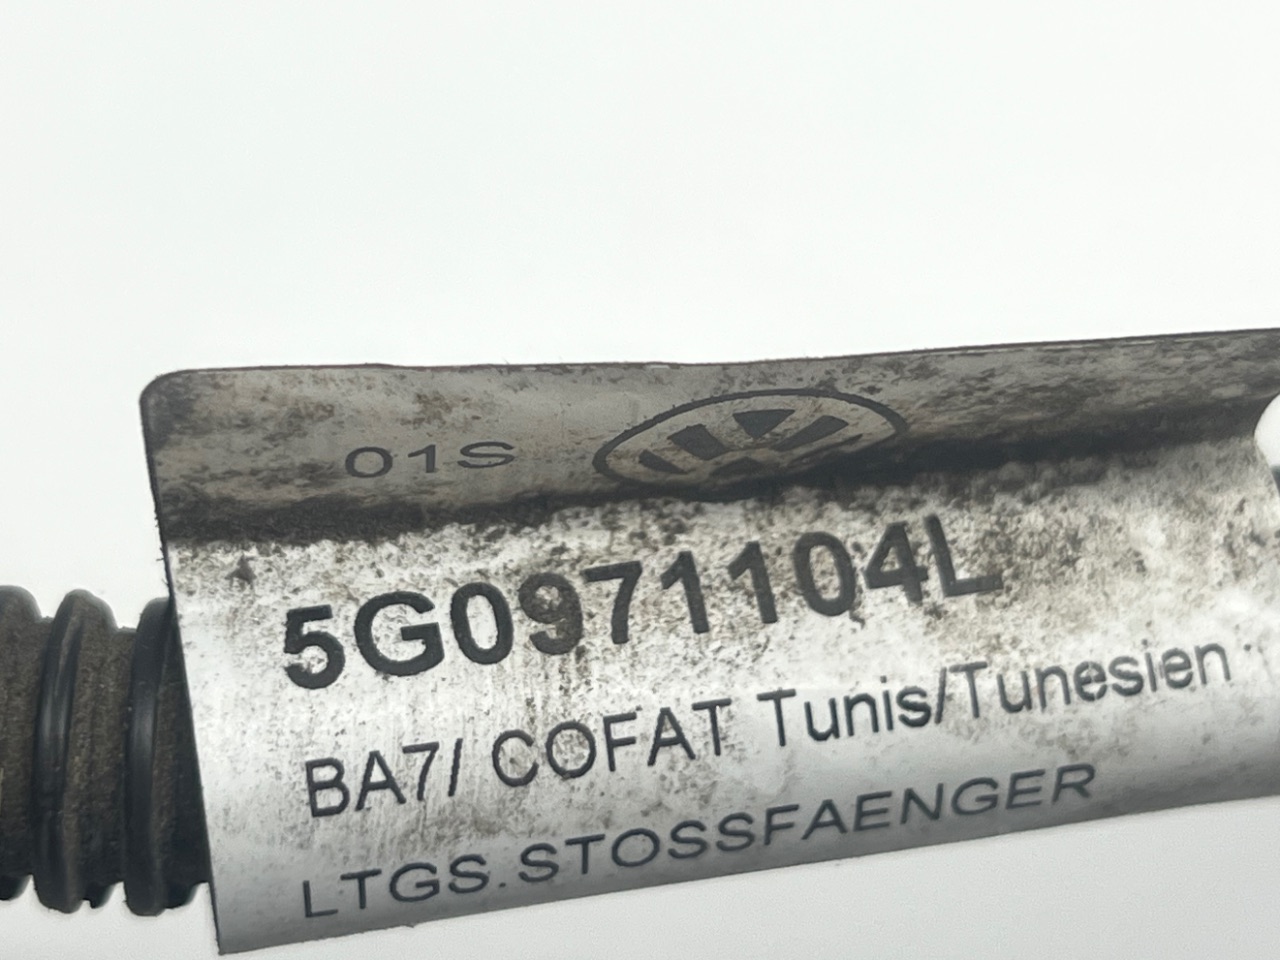 01S
5G0971104L
BA7/ COFAT Tunis/Tunesien
LTGS.STOSSFAENGER